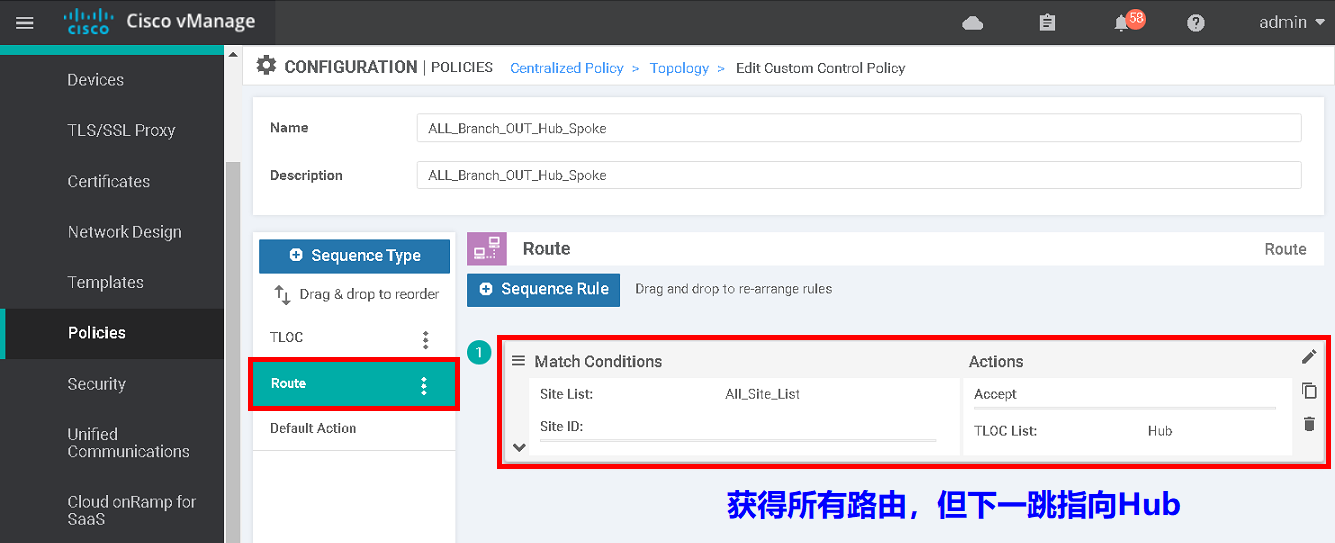 cisco Cisco vManage
58
admin
Devices
TLS/SSL Proxy
Certificates
Network Design
Templates
Policies
Security
Unified
Communications
Cloud onRamp for
SaaS
CONFIGURATION | POLICIES Centralized Policy > Topology > Edit Custom Control Policy
Name ALL_Branch_OUT_Hub_Spoke
Description ALL_Branch_OUT_Hub_Spoke
Sequence Type
Drag & drop to reorder
TLOC
Route
Default Action
Route Route
Sequence Rule Drag and drop to re-arrange rules
1
Match Conditions Actions
Site List: All_Site_List Accept
Site ID:
TLOC List: Hub
获得所有路由，但下一跳指向Hub